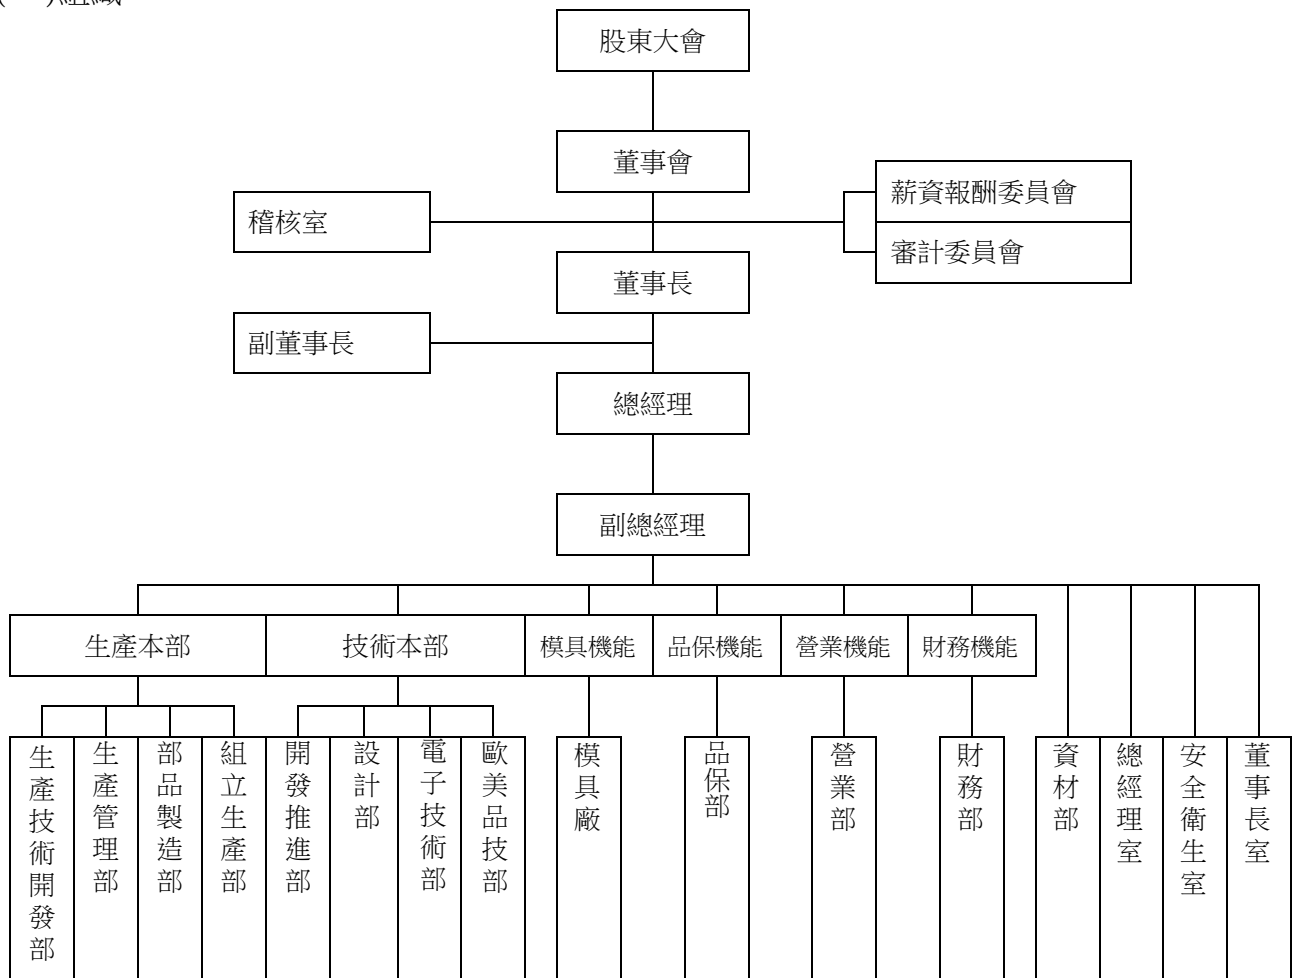 股東大會
董事會
薪資報酬委員會
稽核室
審計委員會
董事長
副董事長
總經理
副總經理
生產本部
技術本部
模具機能
品保機能
營業機能
財務機能
生產技術開發部
生產管理部
部品製造部
組立生產部
開發推進部
設計部
電子技術部
歐美品技部
模具廠
品保部
營業部
財務部
資材部
總經理室
安全衛生室
董事長室